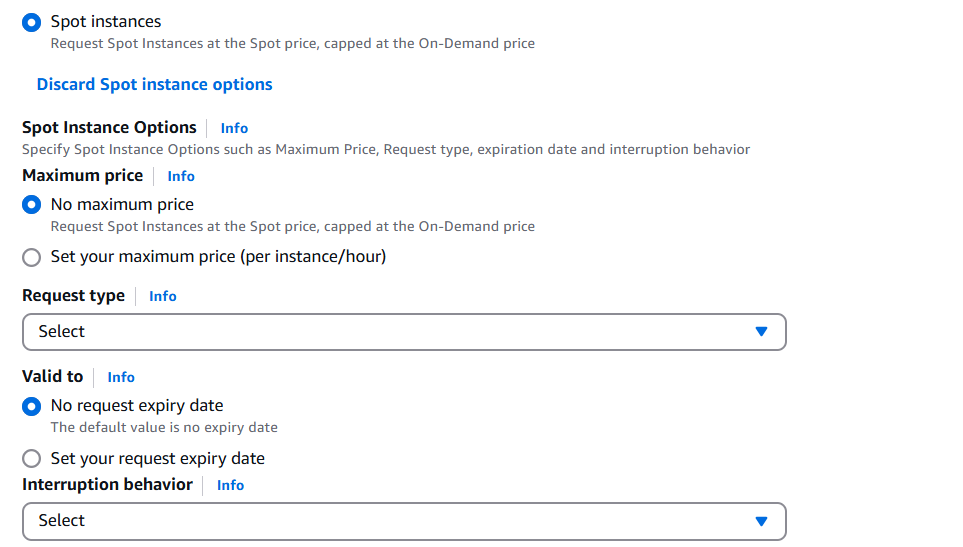 Spot instances
Request Spot Instances at the Spot price, capped at the On-Demand price
Discard Spot instance options
Spot Instance Options Info
Specify Spot Instance Options such as Maximum Price, Request type, expiration date and interruption behavior
Maximum price Info
No maximum price
Request Spot Instances at the Spot price, capped at the On-Demand price
Set your maximum price (per instance/hour)
Request type Info
Select
Valid to Info
No request expiry date
The default value is no expiry date
Set your request expiry date
Interruption behavior Info
Select